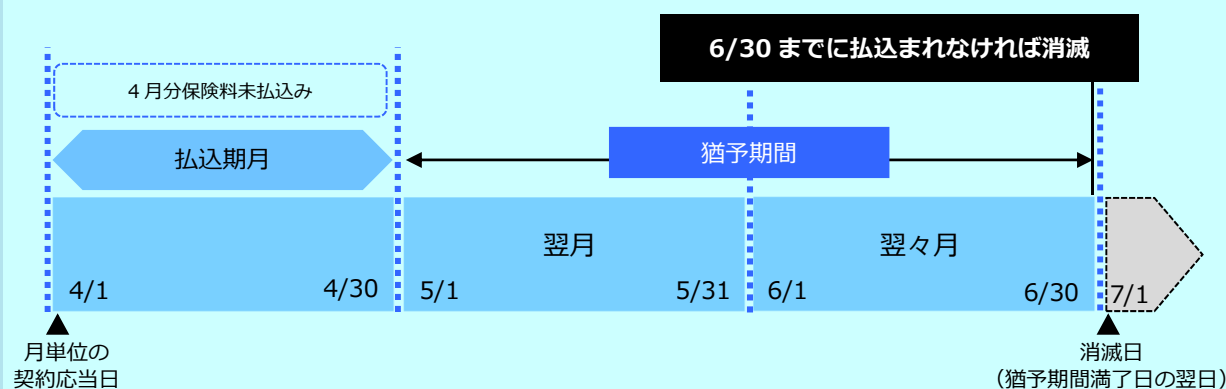 6/30 までに払込まれなければ消滅
4 月分保険料未払込み
払込期月
猶予期間
翌月
翌々月
4/1
4/30
5/1
5/31
6/1
6/30
7/1
月単位の
契約応当日
消滅日
（猶予期間満了日の翌日）